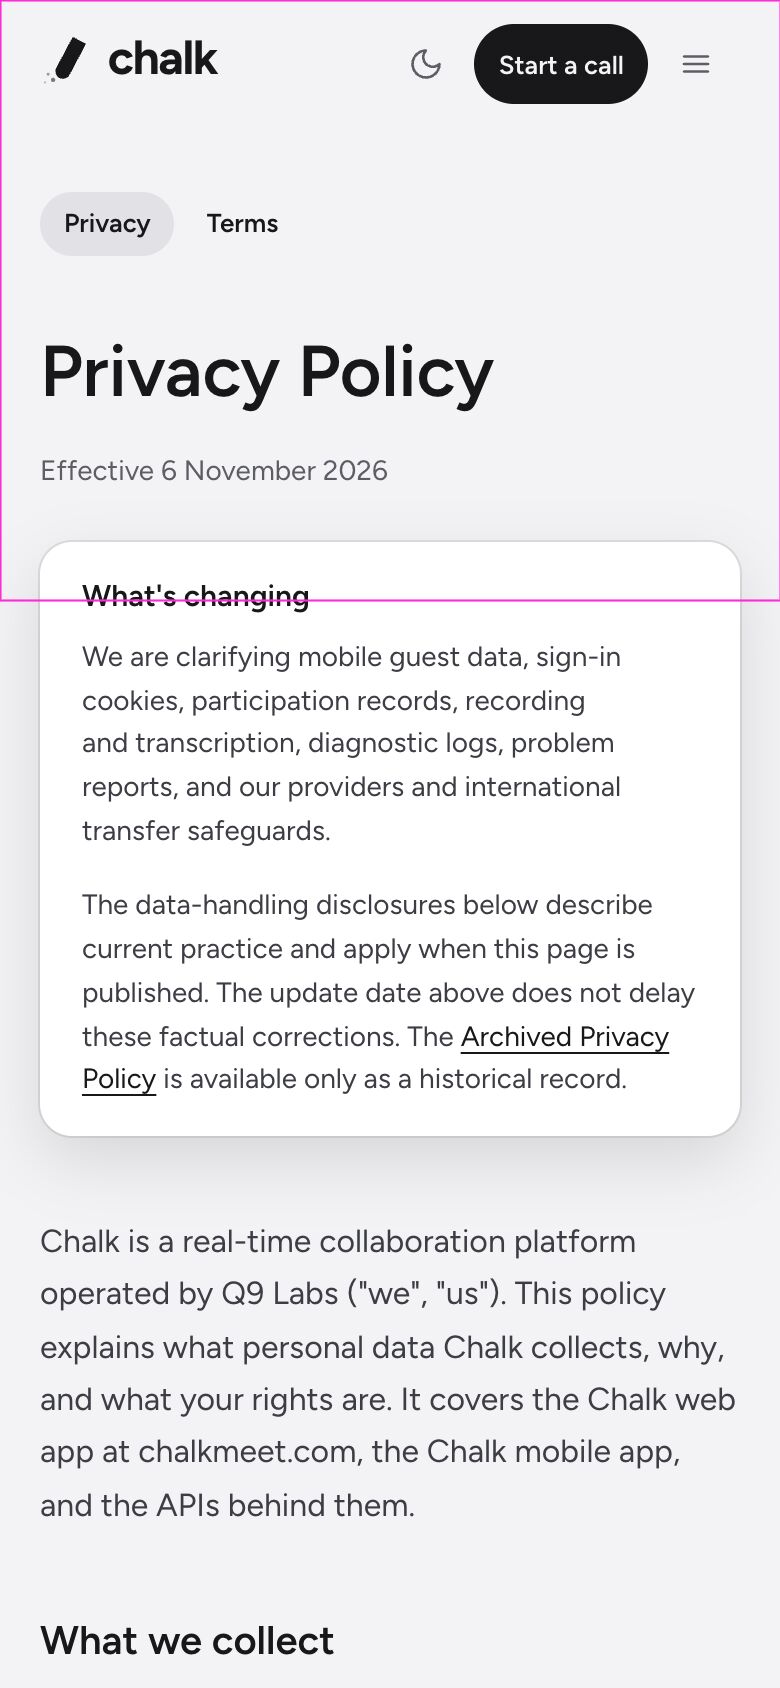 chalk
Start a call
Privacy
Terms
Privacy Policy
Effective 6 November 2026
What's changing
We are clarifying mobile guest data, sign-in
cookies, participation records, recording
and transcription, diagnostic logs, problem
reports, and our providers and international
transfer safeguards.
The data-handling disclosures below describe
current practice and apply when this page is
published. The update date above does not delay
these factual corrections. The Archived Privacy
Policy is available only as a historical record.
Chalk is a real-time collaboration platform
operated by Q9 Labs ("we", "us"). This policy
explains what personal data Chalk collects, why,
and what your rights are. It covers the Chalk web
app at chalkmeet.com, the Chalk mobile app,
and the APIs behind them.
What we collect